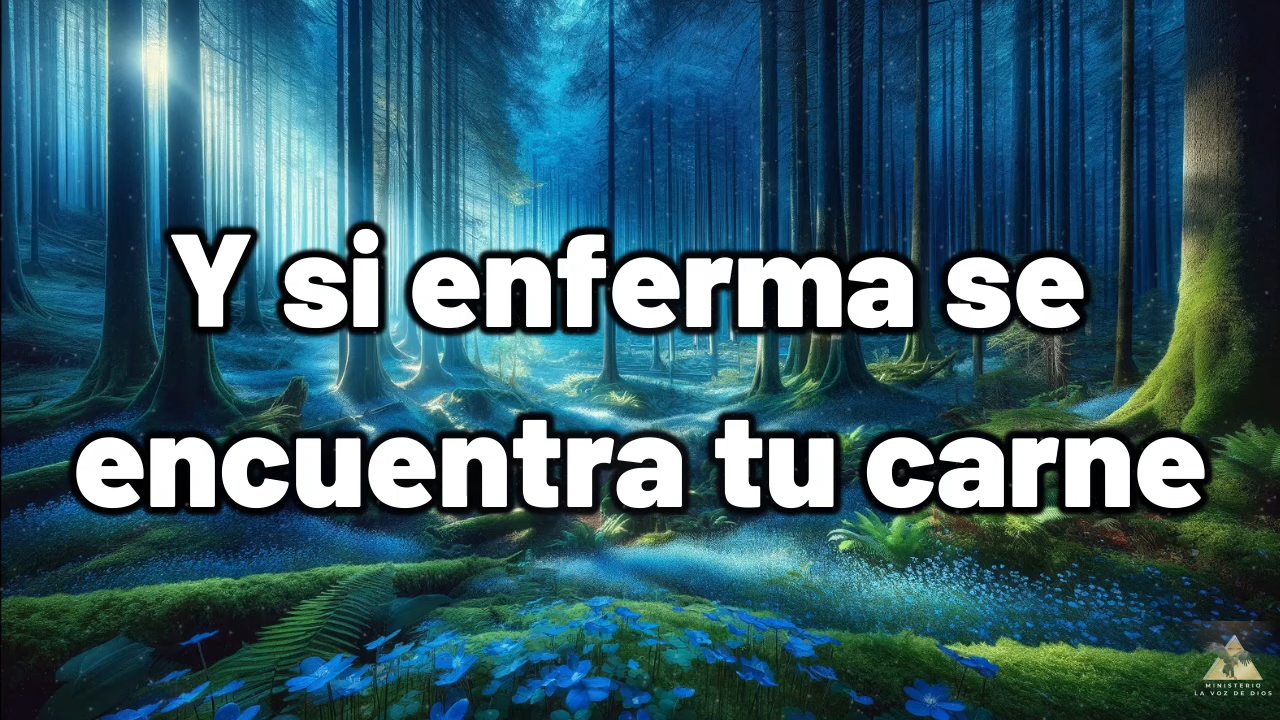 Y si enferma se
encuentra tu carne
MINISTERIO
LA VOZ DE DIOS